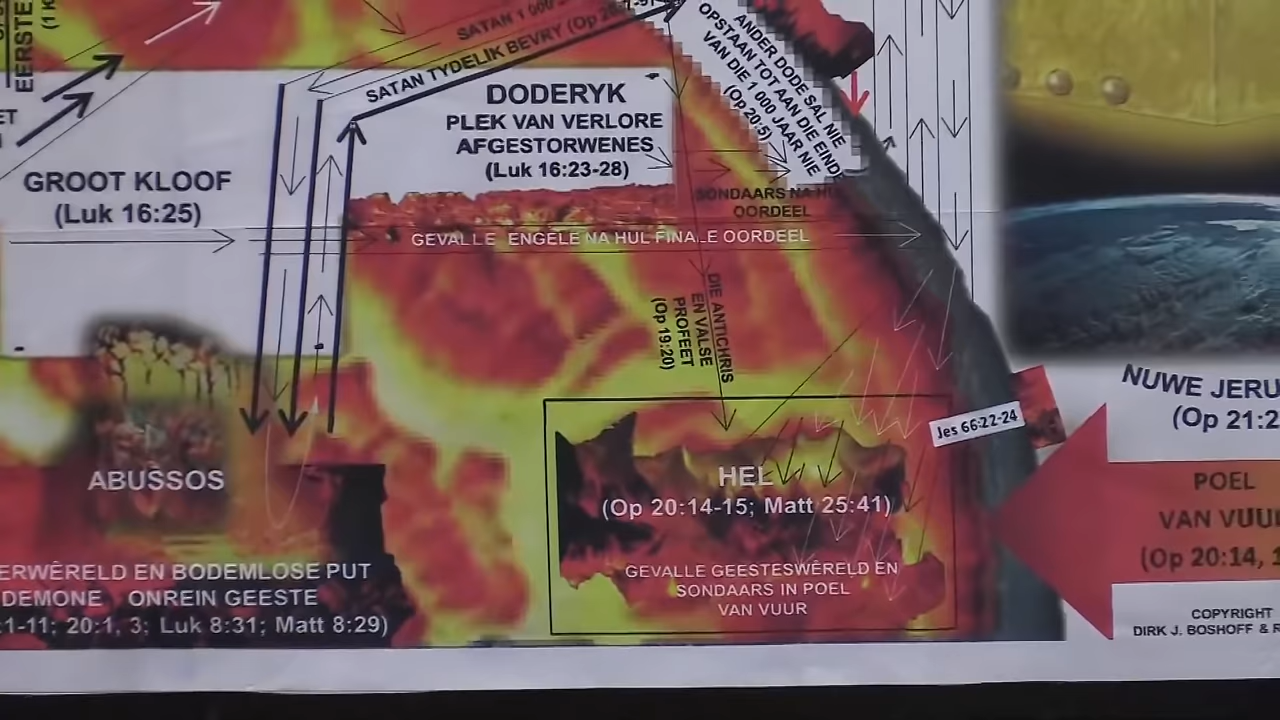 EERSTE
SATAN 1 000
SATAN TYDELIK BEVRY (Op
ANDER DODE SAL NIE
OPSTAAN TOT AAN DIE EINDE
VAN DIE 1 000 JAAR NIE
(Op 20:5)
DODERYK
PLEK VAN VERLORE
AFGESTORWENES
(Luk 16:23-28)
GROOT KLOOF
(Luk 16:25)
SONDAARS NA HUL
OORDEEL
GEVALLE ENGELE NA HUL FINALE OORDEEL
DIE ANTICHRIS
EN VALSE
PROFEET
(Op 19:20)
NUWE JERU
(Op 21:2
Jes 66:22-24
ABUSSOS
HEL
(Op 20:14-15; Matt 25:41)
GEVALLE GEESTESWÊRELD EN
SONDAARS IN POEL
VAN VUUR
POEL
VAN VUU
(Op 20:14, 1
ERWÊRELD EN BODEMLOSE PUT
DEMONE ONREIN GEESTE
:1-11; 20:1, 3; Luk 8:31; Matt 8:29)
COPYRIGHT
DIRK J. BOSHOFF & R